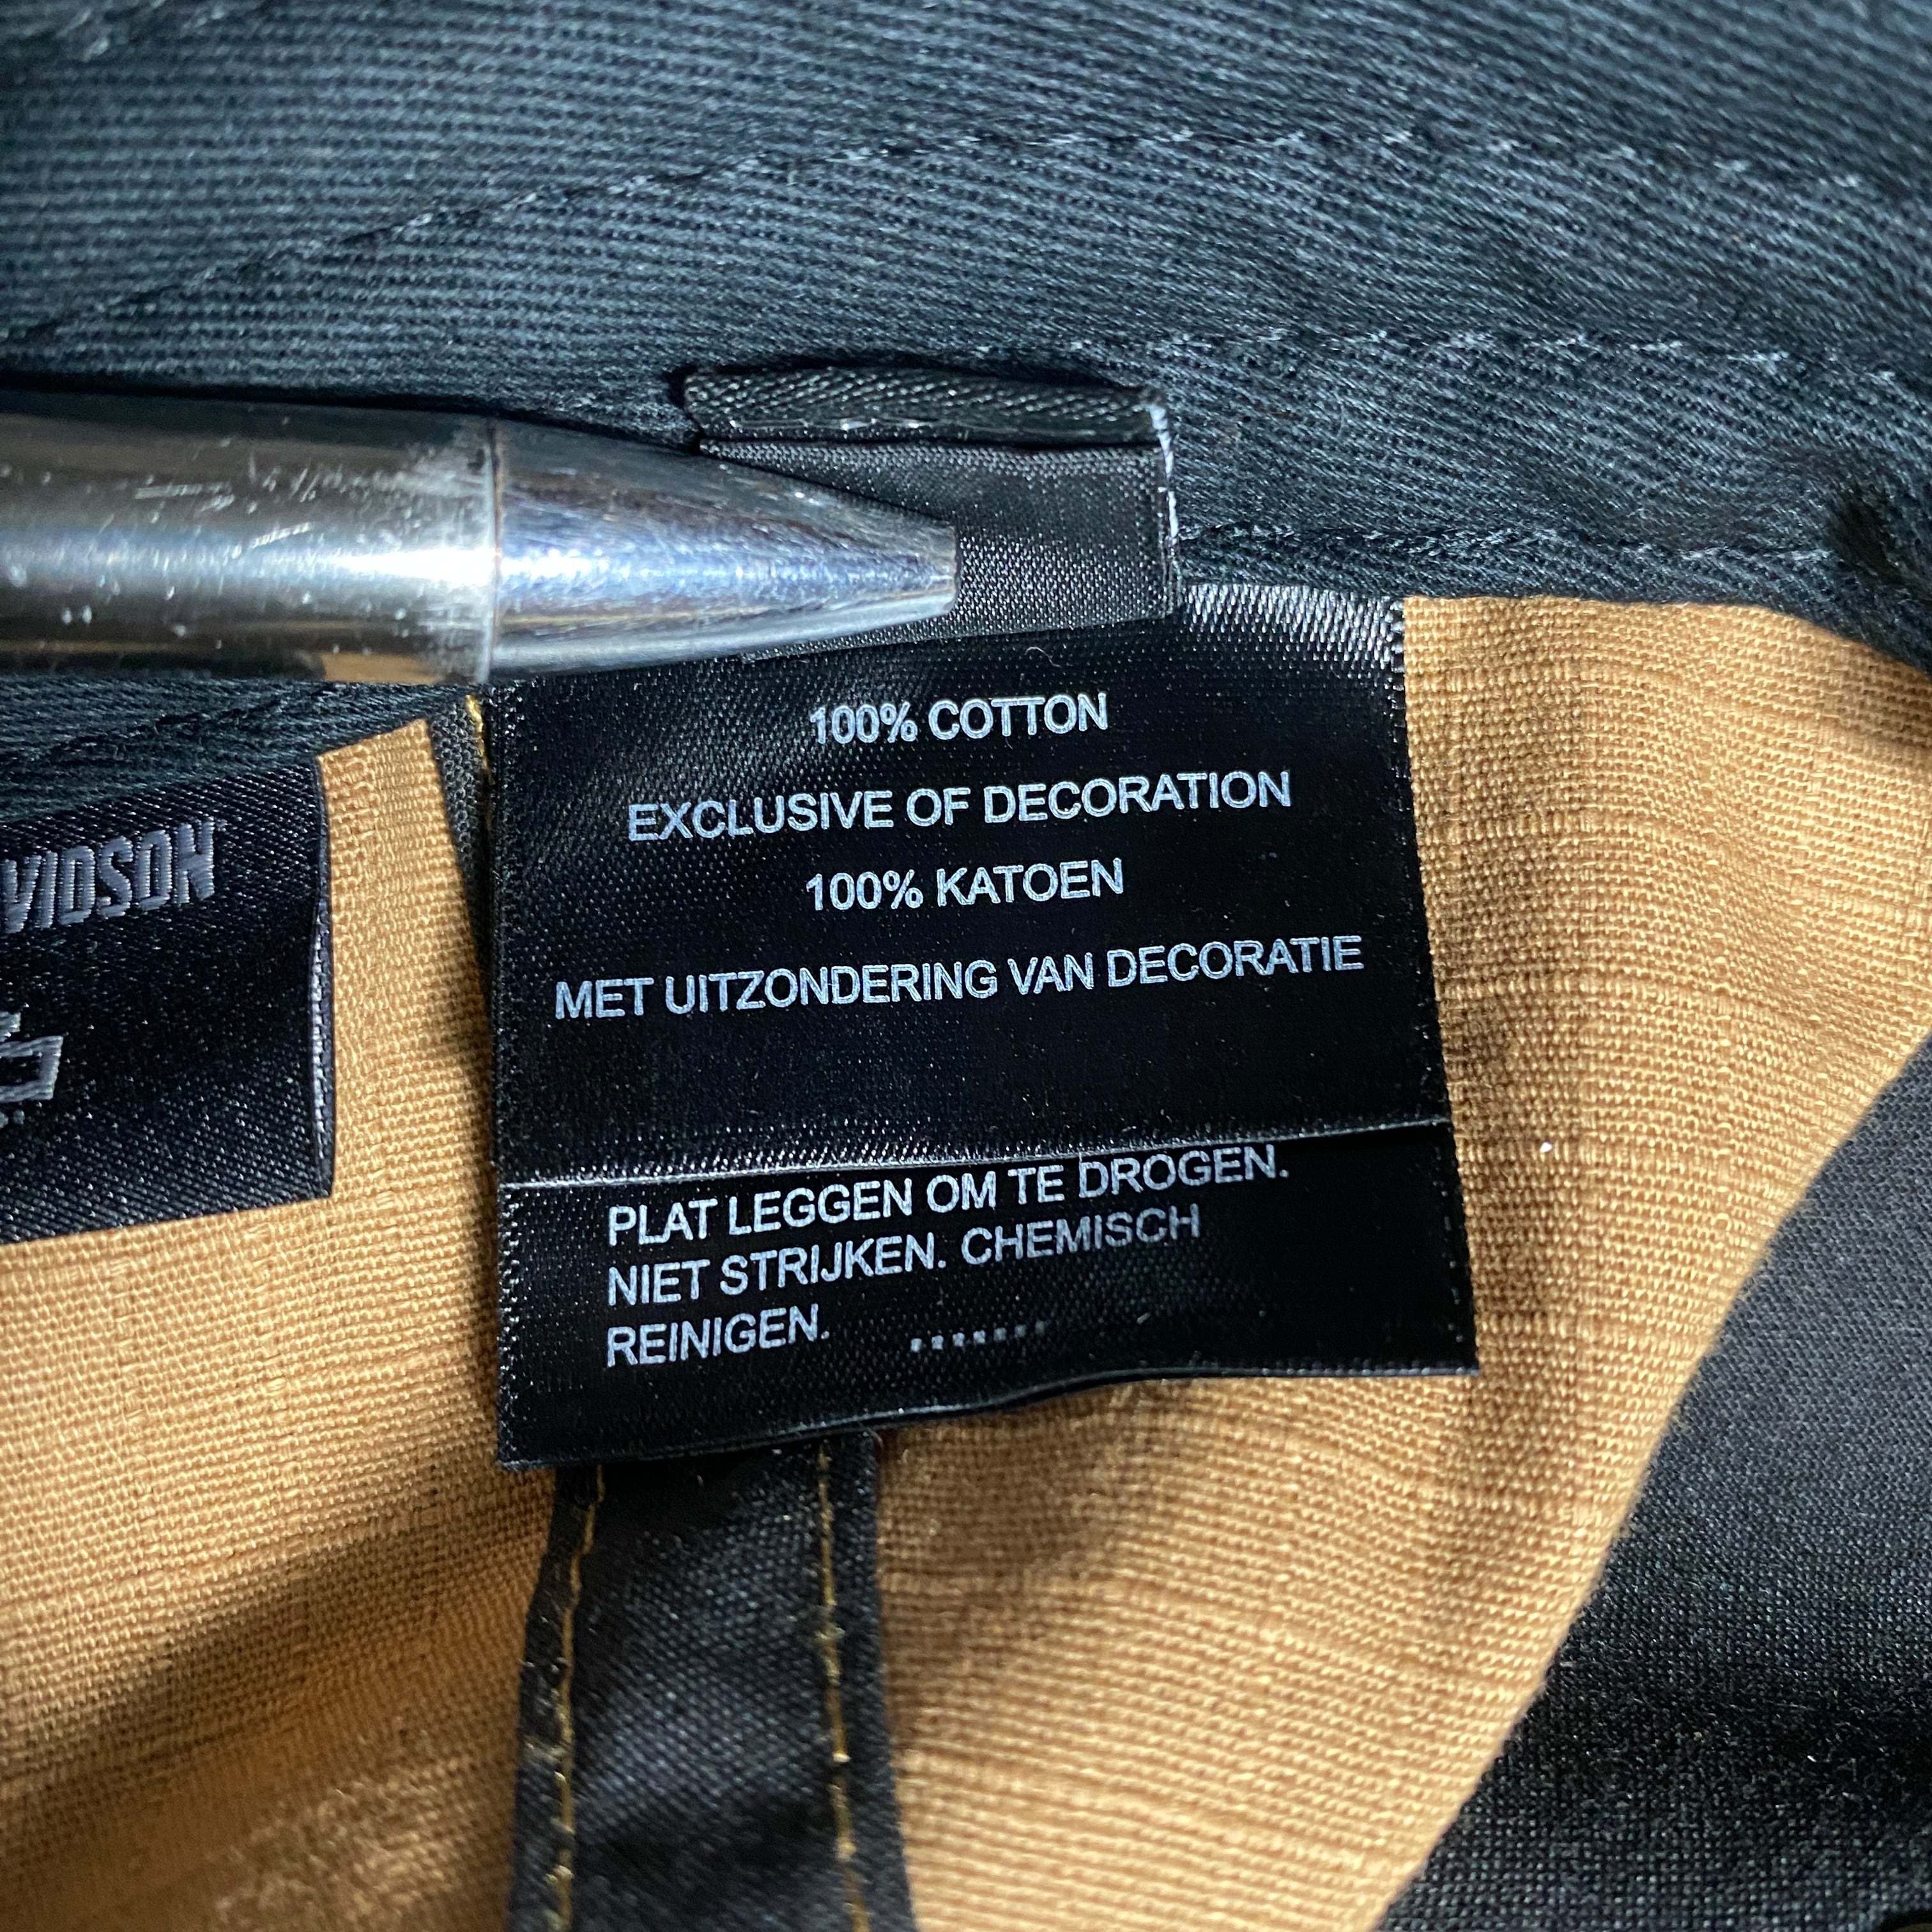 VIDSON
100% COTTON
EXCLUSIVE OF DECORATION
100% KATOEN
MET UITZONDERING VAN DECORATIE
PLAT LEGGEN OM TE DROGEN.
NIET STRIJKEN. CHEMISCH
REINIGEN.